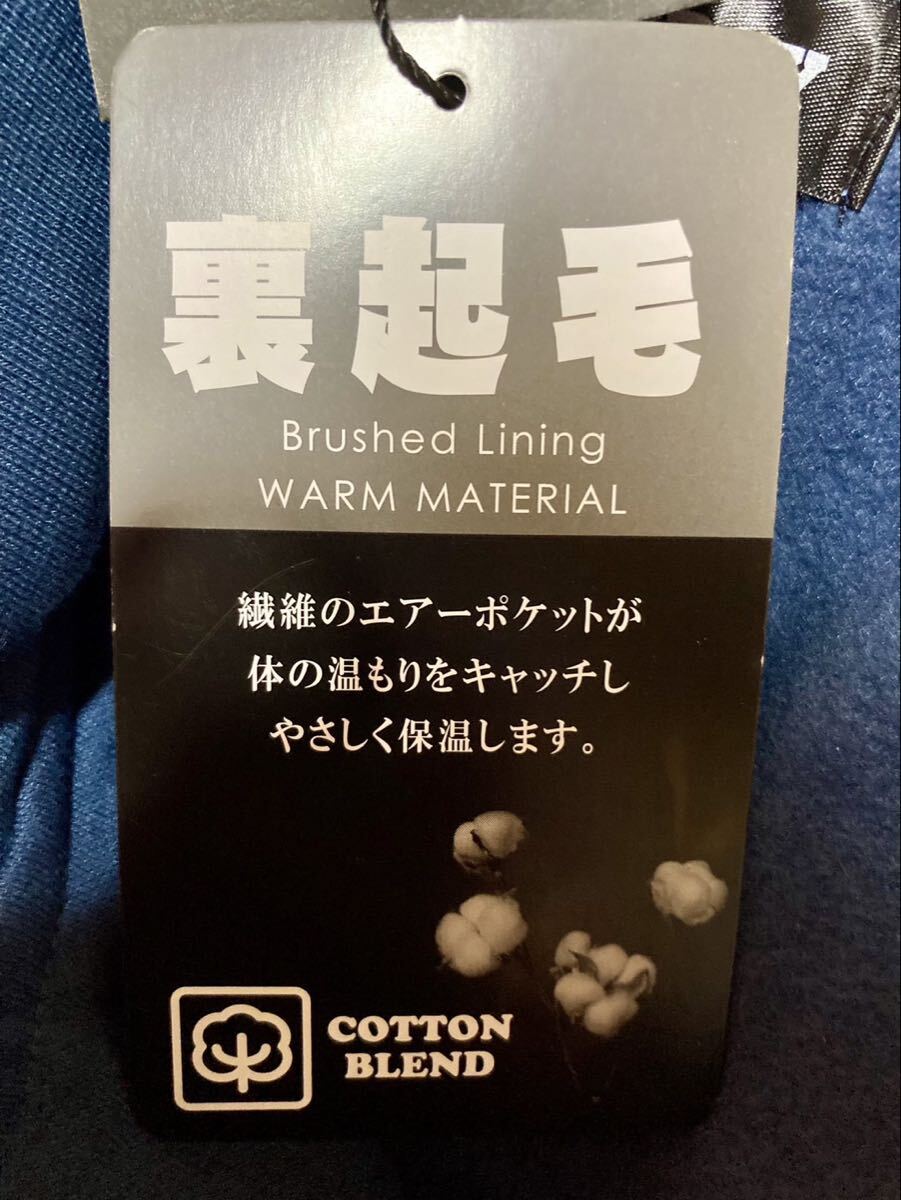 裏起毛
Brushed Lining
WARM MATERIAL
繊維のエアーポケットが
体の温もりをキャッチし
やさしく保温します。
COTTON
BLEND